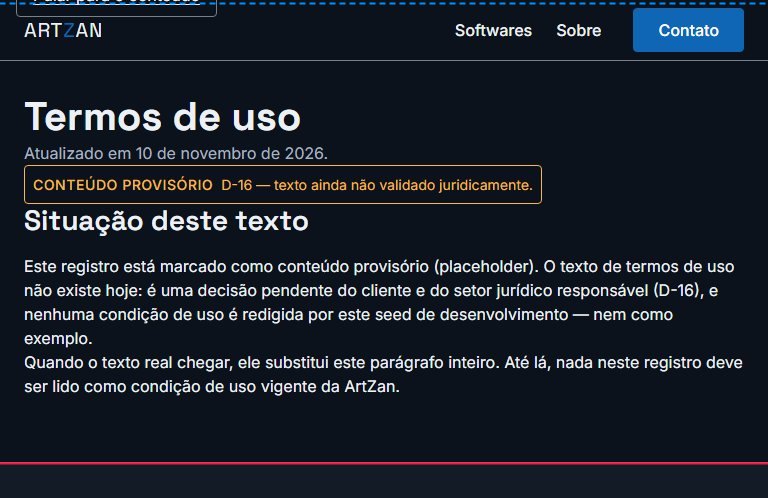 Pular para o conteúdo
ARTZAN
Softwares
Sobre
Contato
Termos de uso
Atualizado em 10 de novembro de 2026.
CONTEÚDO PROVISÓRIO D-16 — texto ainda não validado juridicamente.
Situação deste texto
Este registro está marcado como conteúdo provisório (placeholder). O texto de termos de uso
não existe hoje: é uma decisão pendente do cliente e do setor jurídico responsável (D-16), e
nenhuma condição de uso é redigida por este seed de desenvolvimento — nem como
exemplo.
Quando o texto real chegar, ele substitui este parágrafo inteiro. Até lá, nada neste registro deve
ser lido como condição de uso vigente da ArtZan.